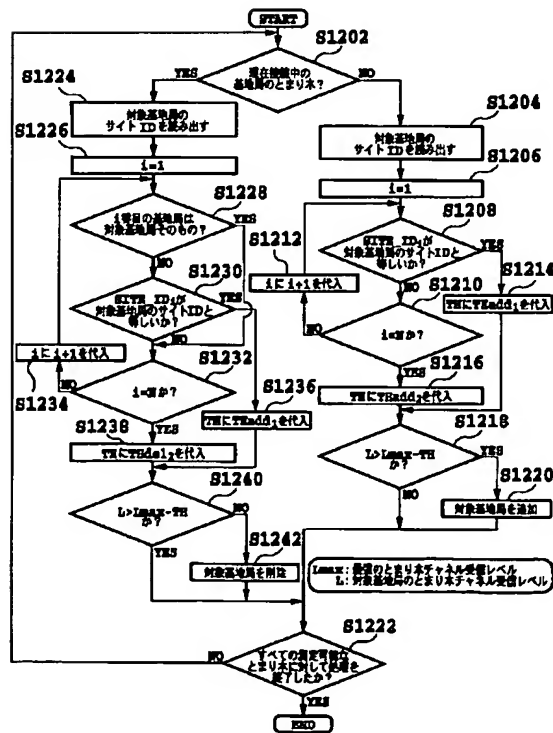 START
S1202
現在接続中の
基地局のとまり木？
YES
NO
S1224
対象基地局の
サイトIDを読み出す
S1226
i=1
S1228
i番目の基地局は
対象基地局そのもの？
YES
NO
S1230
SITE_IDiが
対象基地局のサイトIDと
等しいか？
YES
NO
S1232
i=Nか？
NO
YES
iにi+1を代入
S1234
S1236
S1238
S1240
L>Lmax-TH
か？
NO
YES
S1242
対象基地局を削除
S1204
対象基地局の
サイトIDを読み出す
S1206
i=1
S1208
SITE_IDiが
対象基地局のサイトIDと
等しいか？
YES
NO
S1210
i=Nか？
NO
YES
S1212
iにi+1を代入
S1214
THにTHadd1を代入
S1216
THにTHadd2を代入
S1218
L>Lmax-TH
か？
YES
NO
S1220
対象基地局を追加
THにTHdel2を代入
Lmax：最強のとまり木チャネル受信レベル
L：対象基地局のとまり木チャネル受信レベル
S1222
すべての測定可能な
とまり木に対して処理を
終了したか？
NO
YES
END